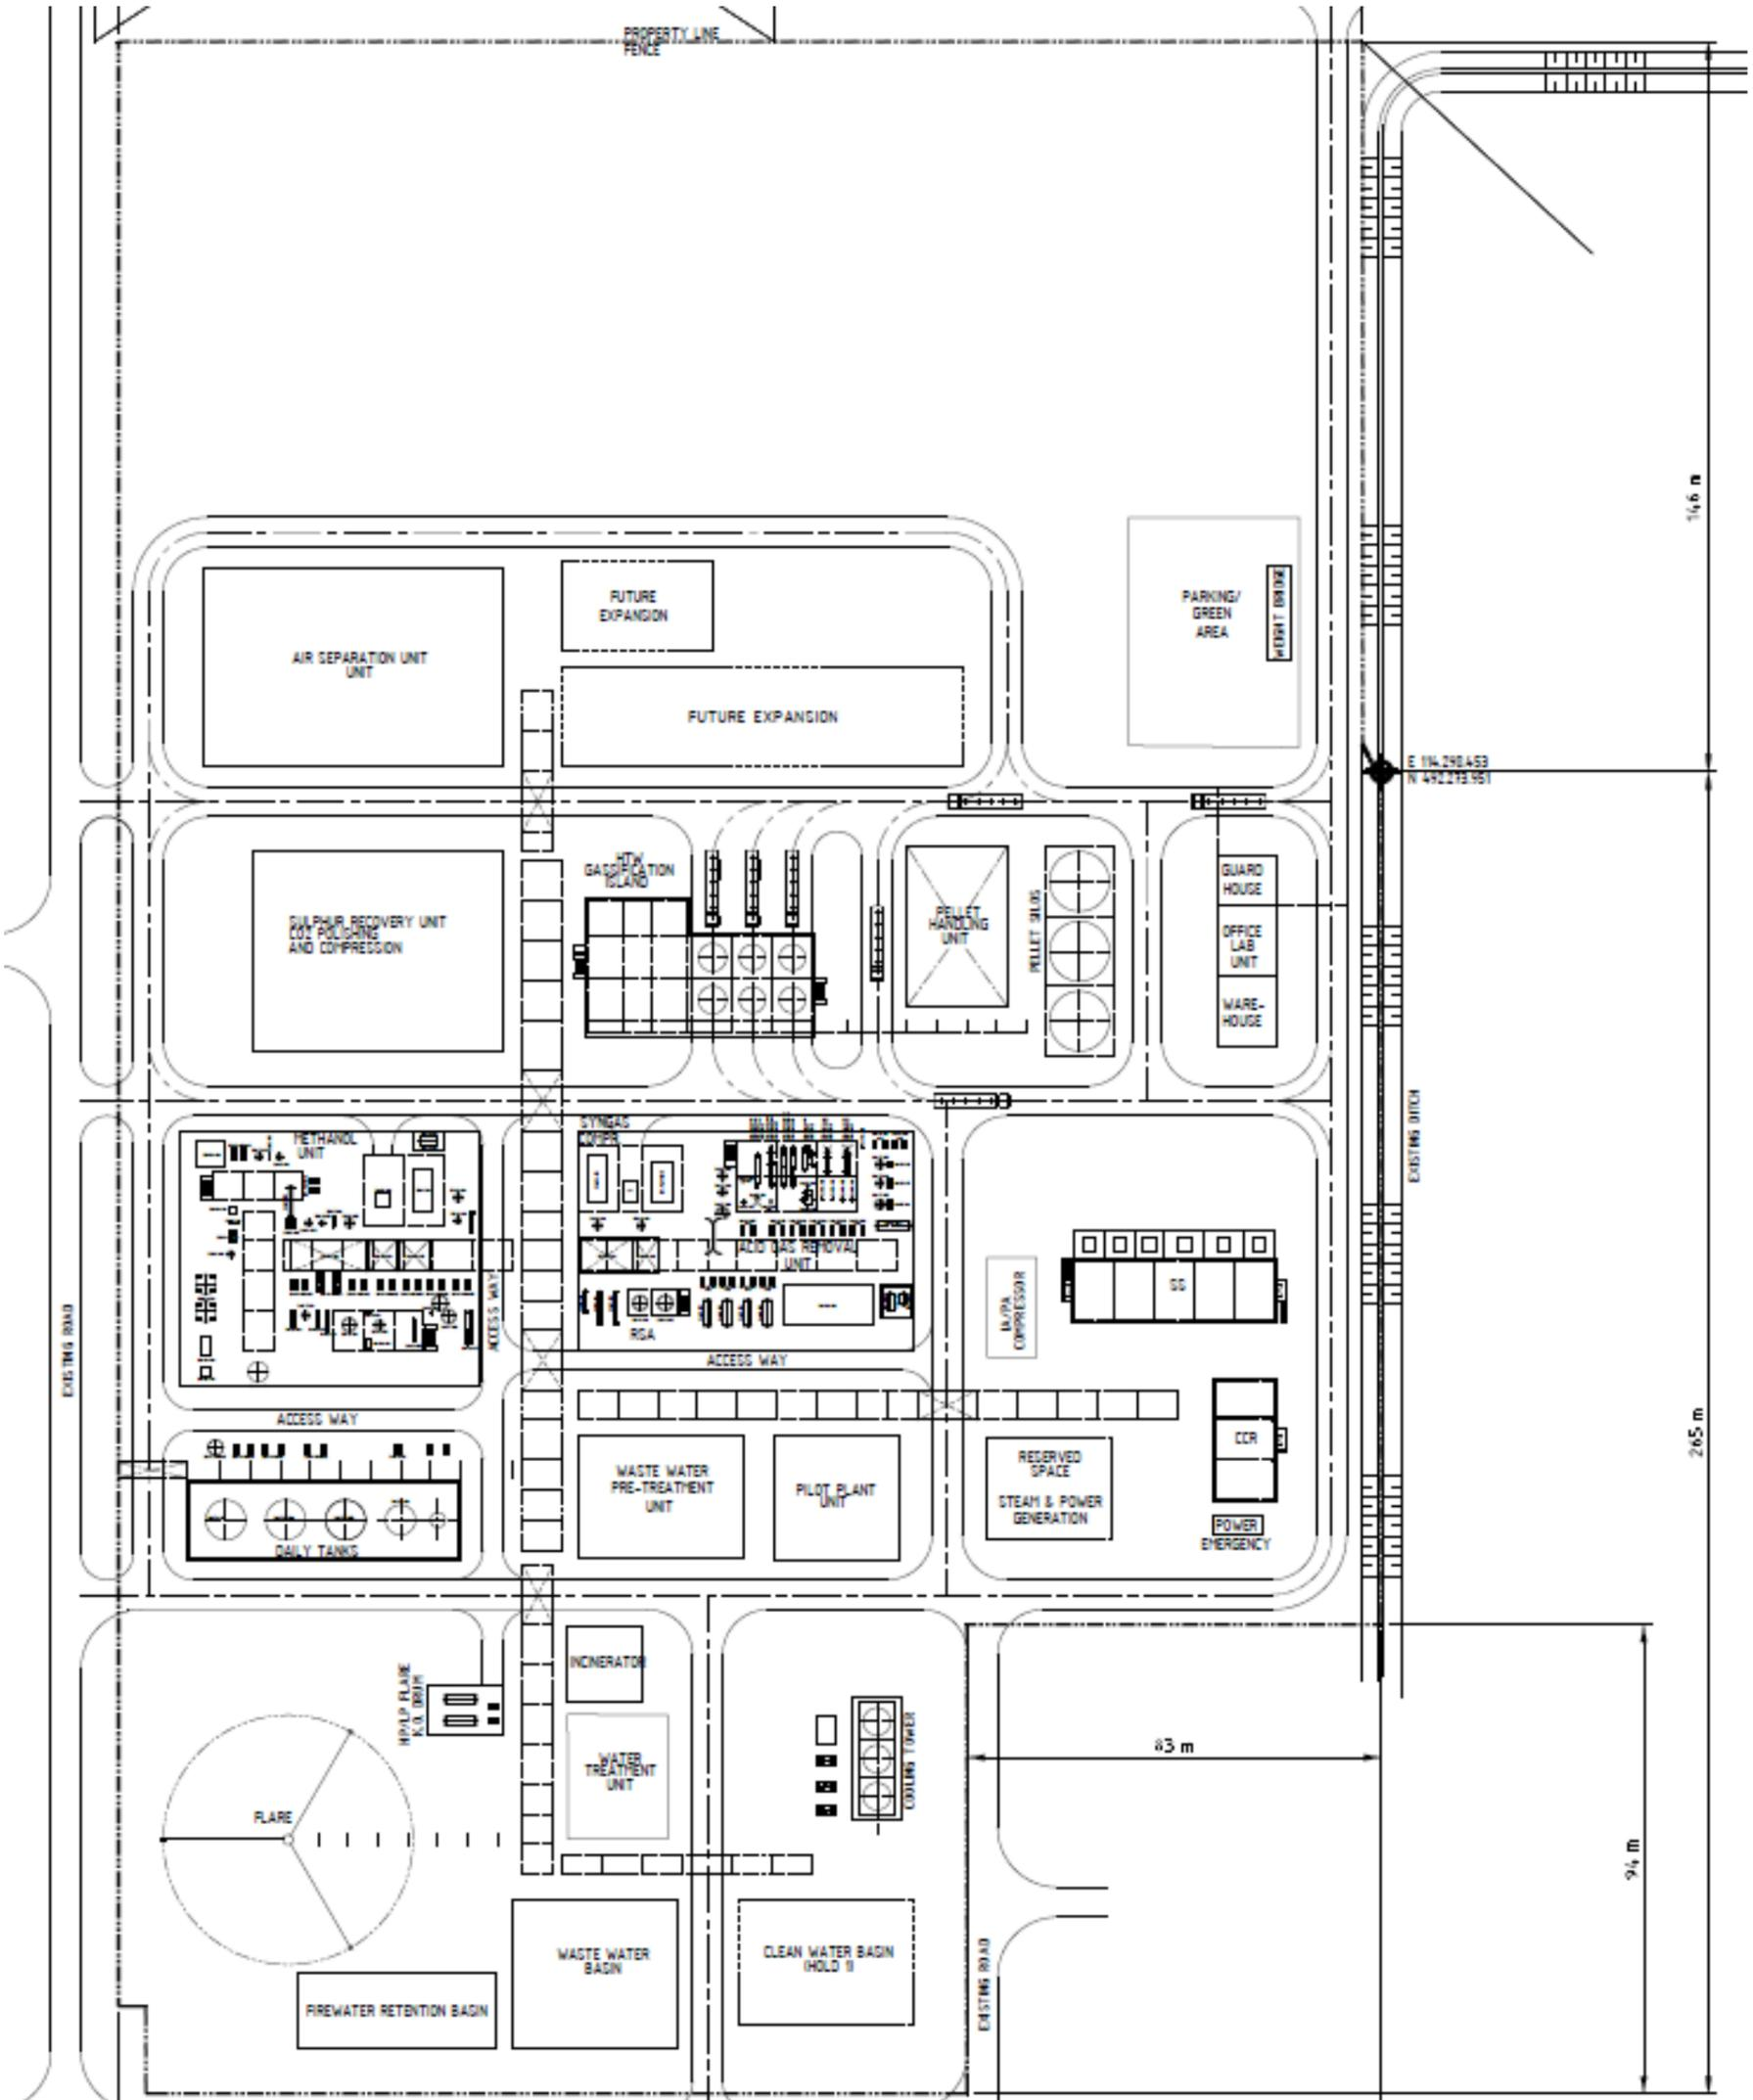 PROPERTY LINE
FENCE
146 m
FUTURE
EXPANSION
PARKING/
GREEN
AREA
WEIGHT BRIDGE
AIR SEPARATION UNIT
UNIT
FUTURE EXPANSION
E 114.290.453
N 492.273.951
HTW
GASSIFICATION
ISLAND
GUARD
HOUSE
SULPHUR RECOVERY UNIT
CO2 POLISHING
AND COMPRESSION
PELLET
HANDLING
UNIT
PELLET SILOS
OFFICE
LAB
UNIT
WARE-
HOUSE
EXISTING DITCH
METHANOL
UNIT
SYNGAS
COMPR.
ACID GAS REMOVAL
UNIT
RSA
IA/PA
COMPRESSOR
SS
ACCESS WAY
EXISTING ROAD
ACCESS WAY
ACCESS WAY
265 m
CCR
WASTE WATER
PRE-TREATMENT
UNIT
PILOT PLANT
UNIT
RESERVED
SPACE
STEAM & POWER
GENERATION
POWER
EMERGENCY
DAILY TANKS
INCINERATOR
HP/LP FLARE
K.O. DRUM
WATER
TREATMENT
UNIT
COOLING TOWER
83 m
FLARE
94 m
WASTE WATER
BASIN
CLEAN WATER BASIN
(HOLD 1)
FIREWATER RETENTION BASIN
EXISTING ROAD